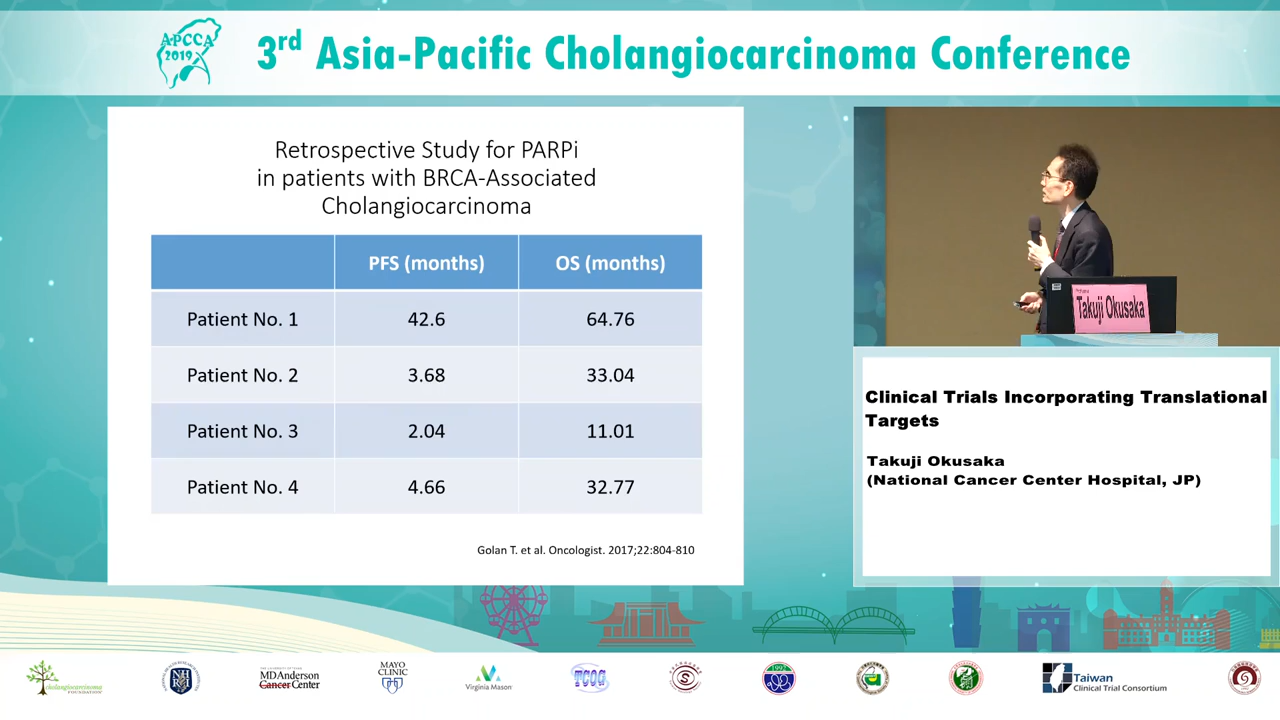 APCCA
2019
3rd Asia-Pacific Cholangiocarcinoma Conference
Retrospective Study for PARPi
in patients with BRCA-Associated
Cholangiocarcinoma
PFS (months) OS (months)
Patient No. 1 42.6 64.76
Patient No. 2 3.68 33.04
Patient No. 3 2.04 11.01
Patient No. 4 4.66 32.77
Golan T. et al. Oncologist. 2017;22:804-810
Takuji Okusaka
Clinical Trials Incorporating Translational
Targets
Takuji Okusaka
(National Cancer Center Hospital, JP)
cholangiocarcinoma
FOUNDATION
NHRI
MDAnderson
Cancer Center
MAYO
CLINIC
Virginia Mason
TCOG
Taiwan
Clinical Trial Consortium